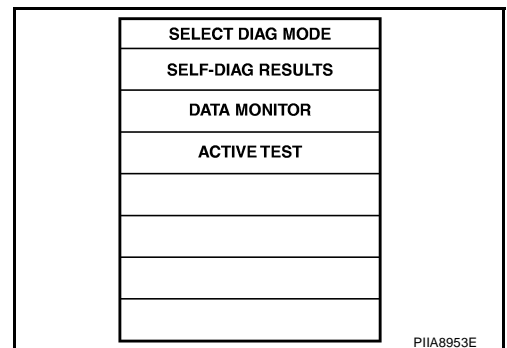 SELECT DIAG MODE
SELF-DIAG RESULTS
DATA MONITOR
ACTIVE TEST
PIIA8953E